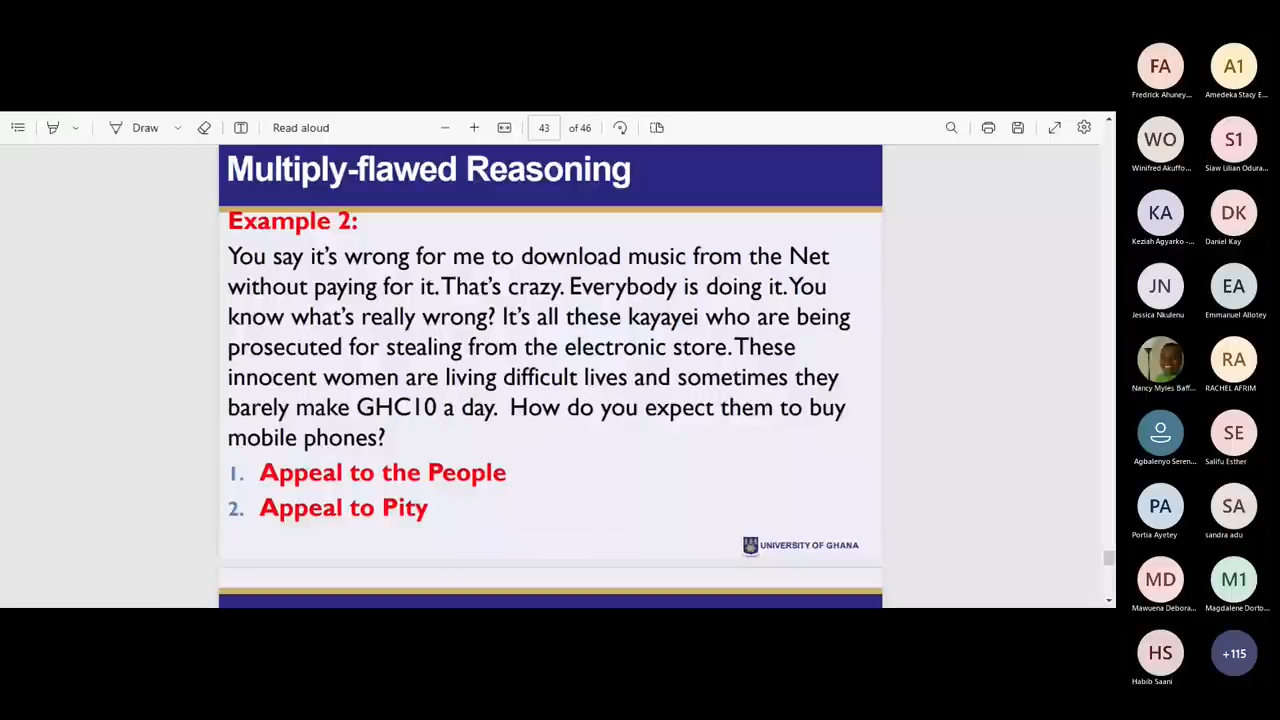 Draw
Read aloud
43 of 46
Multiply-flawed Reasoning
Example 2:
You say it's wrong for me to download music from the Net
without paying for it. That's crazy. Everybody is doing it. You
know what's really wrong? It's all these kayayei who are being
prosecuted for stealing from the electronic store. These
innocent women are living difficult lives and sometimes they
barely make GHC10 a day. How do you expect them to buy
mobile phones?
1. Appeal to the People
2. Appeal to Pity
UNIVERSITY OF GHANA
FA A1
Fredrick Ahuney... Amedeka Stacy E...
WO S1
Winifred Akuffo... Siaw Lilian Odura...
KA DK
Keziah Agyarko -... Daniel Kay
JN EA
Jessica Nkulenu Emmanuel Allotey
RA
Nancy Myles Baff... RACHEL AFRIM
SE
Agbalenyo Seren... Salifu Esther
PA SA
Portia Ayetey sandra adu
MD M1
Mawuena Debora... Magdalene Dorto...
HS +115
Habib Saani